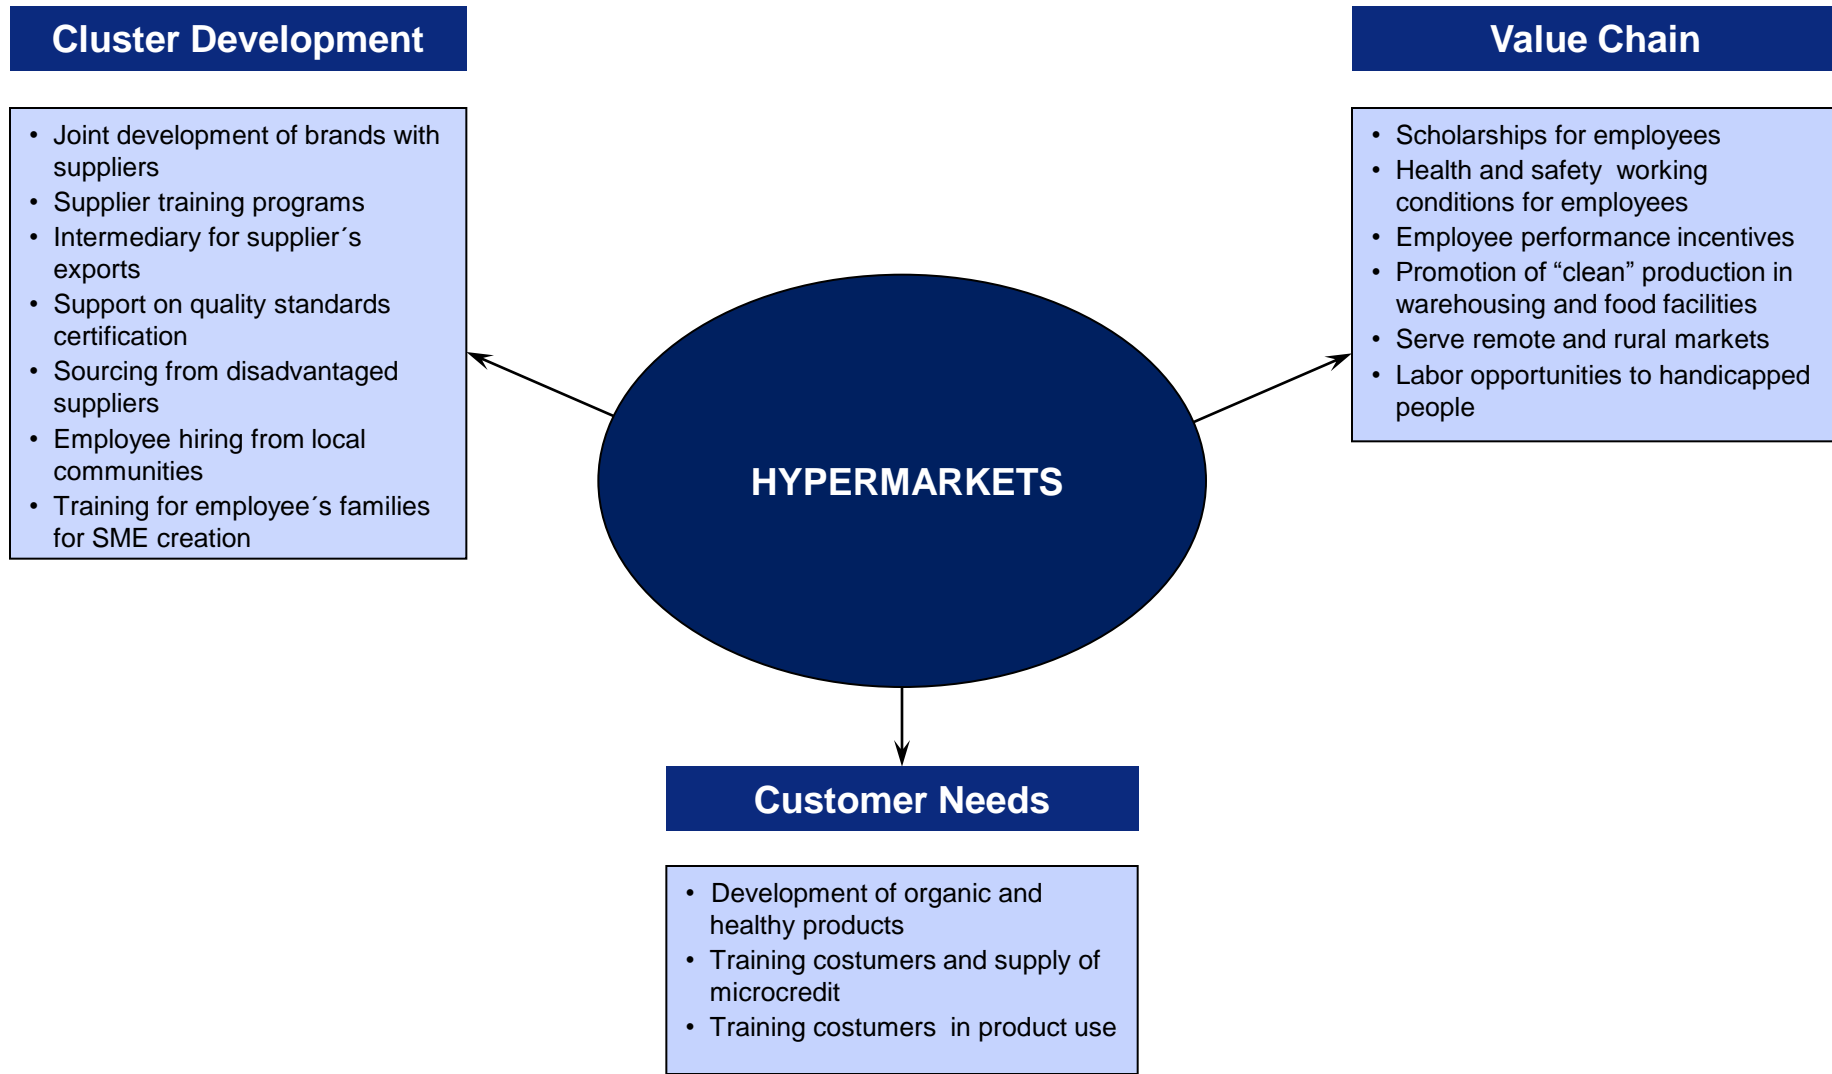 Cluster Development
• Joint development of brands with
suppliers
• Supplier training programs
• Intermediary for supplier´s
exports
• Support on quality standards
certification
• Sourcing from disadvantaged
suppliers
• Employee hiring from local
communities
• Training for employee´s families
for SME creation
Value Chain
• Scholarships for employees
• Health and safety  working
conditions for employees
• Employee performance incentives
• Promotion of “clean” production in
warehousing and food facilities
• Serve remote and rural markets
• Labor opportunities to handicapped
people
HYPERMARKETS
Customer Needs
• Development of organic and
healthy products
• Training costumers and supply of
microcredit
• Training costumers  in product use